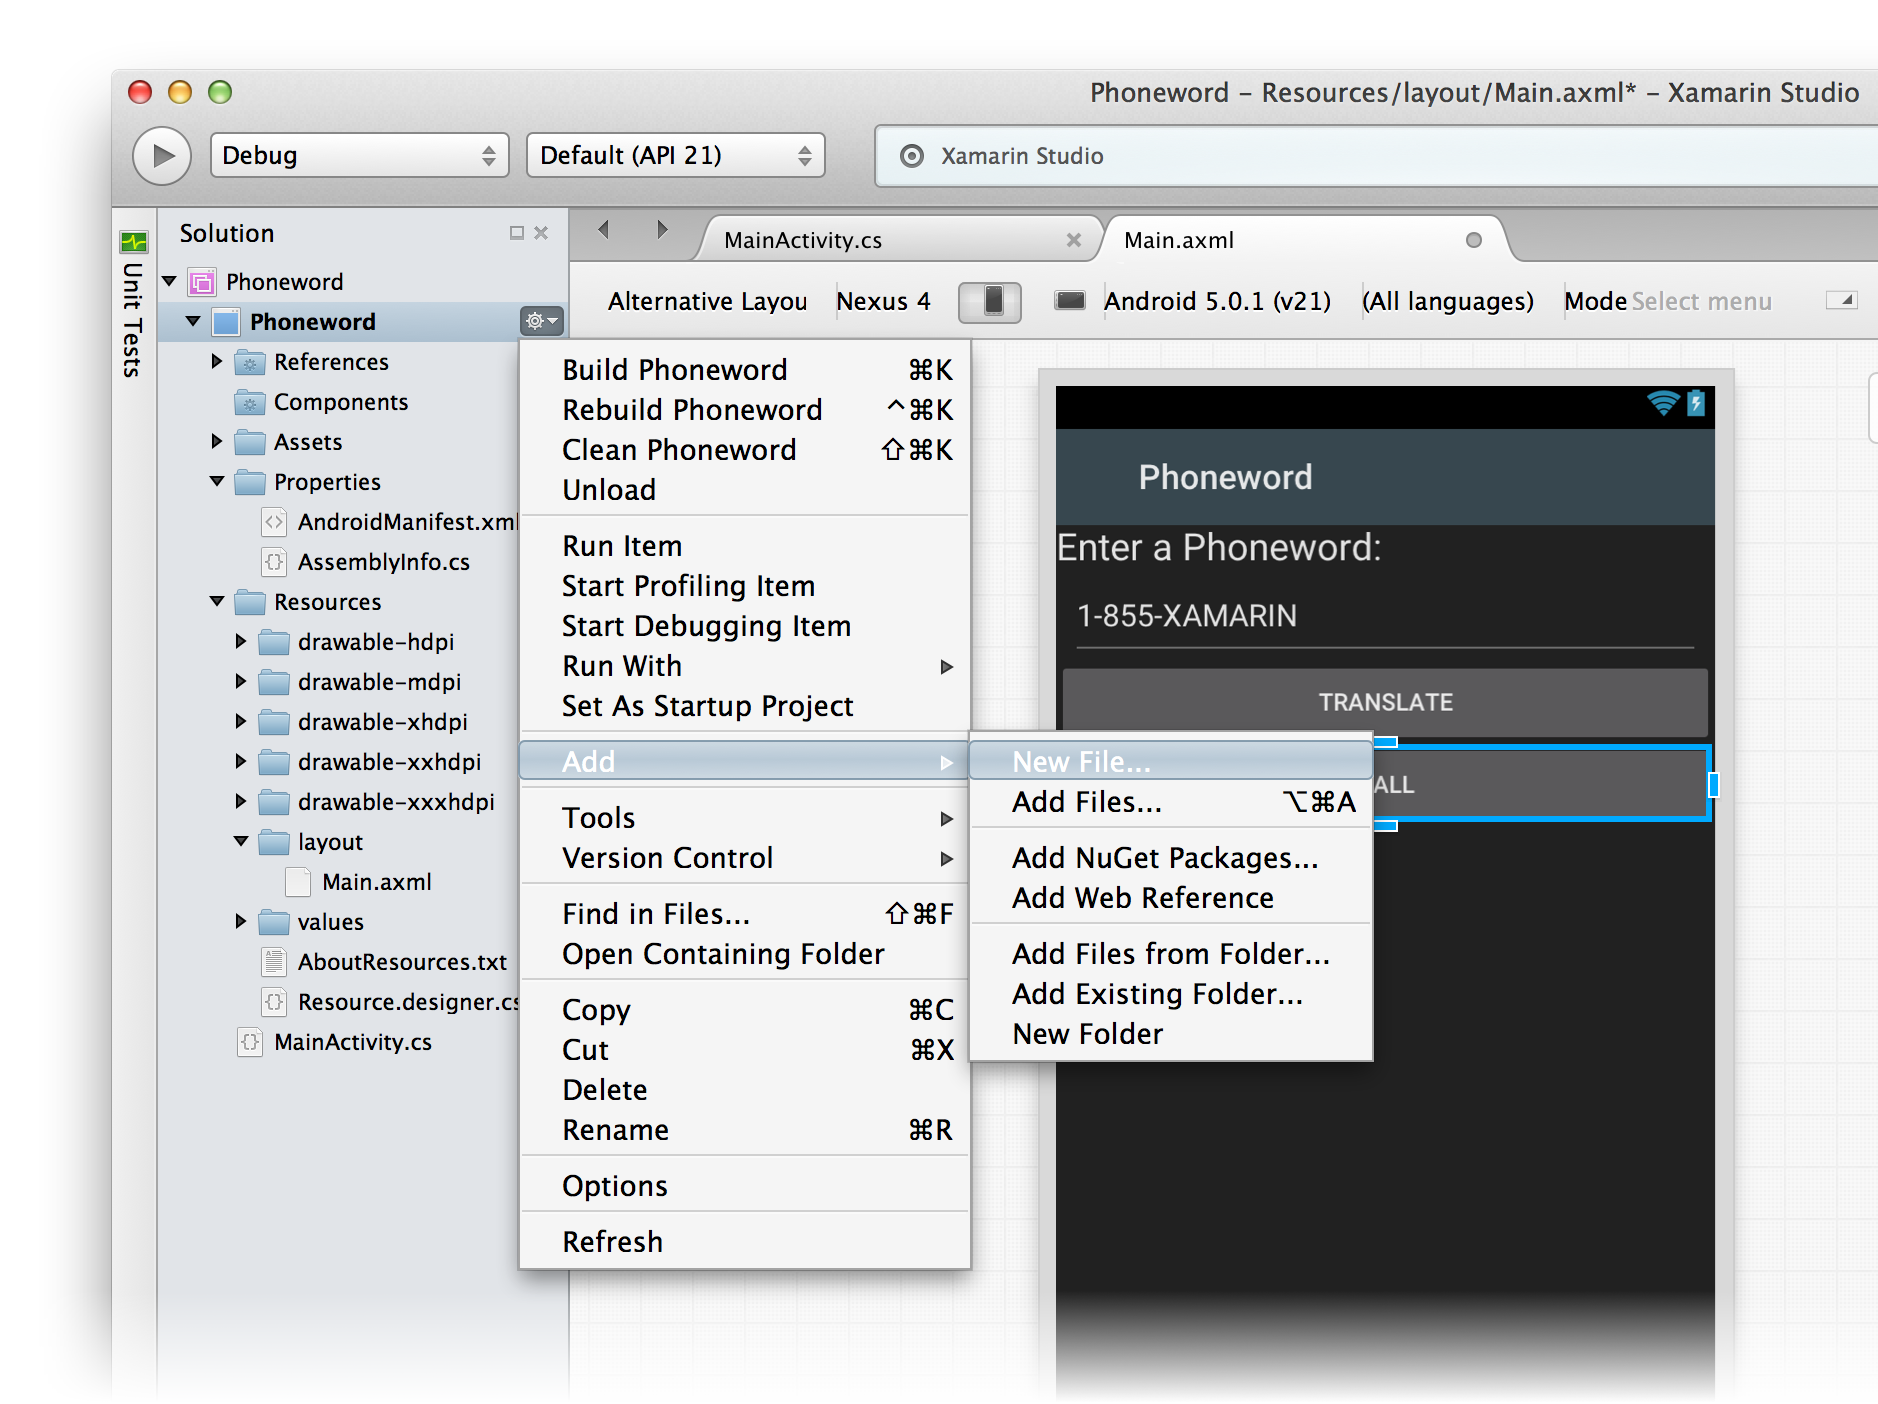 Phoneword – Resources/layout/Main.axml* – Xamarin Studio
Debug
Default (API 21)
Xamarin Studio
Unit Tests
Solution
MainActivity.cs
Main.axml
Alternative Layou
Nexus 4
Android 5.0.1 (v21)
(All languages)
Mode
Select menu
Phoneword
Phoneword
References
Components
Assets
Properties
AndroidManifest.xml
AssemblyInfo.cs
Resources
drawable-hdpi
drawable-mdpi
drawable-xhdpi
drawable-xxhdpi
drawable-xxxhdpi
layout
Main.axml
values
AboutResources.txt
Resource.designer.cs
MainActivity.cs
Build Phoneword ⌘K
Rebuild Phoneword ^⌘K
Clean Phoneword ⇧⌘K
Unload
Run Item
Start Profiling Item
Start Debugging Item
Run With
Set As Startup Project
Add
Tools
Version Control
Find in Files... ⇧⌘F
Open Containing Folder
Copy ⌘C
Cut ⌘X
Delete
Rename ⌘R
Options
Refresh
New File...
Add Files... ⌥⌘A
Add NuGet Packages...
Add Web Reference
Add Files from Folder...
Add Existing Folder...
New Folder
Phoneword
Enter a Phoneword:
1-855-XAMARIN
TRANSLATE
ALL